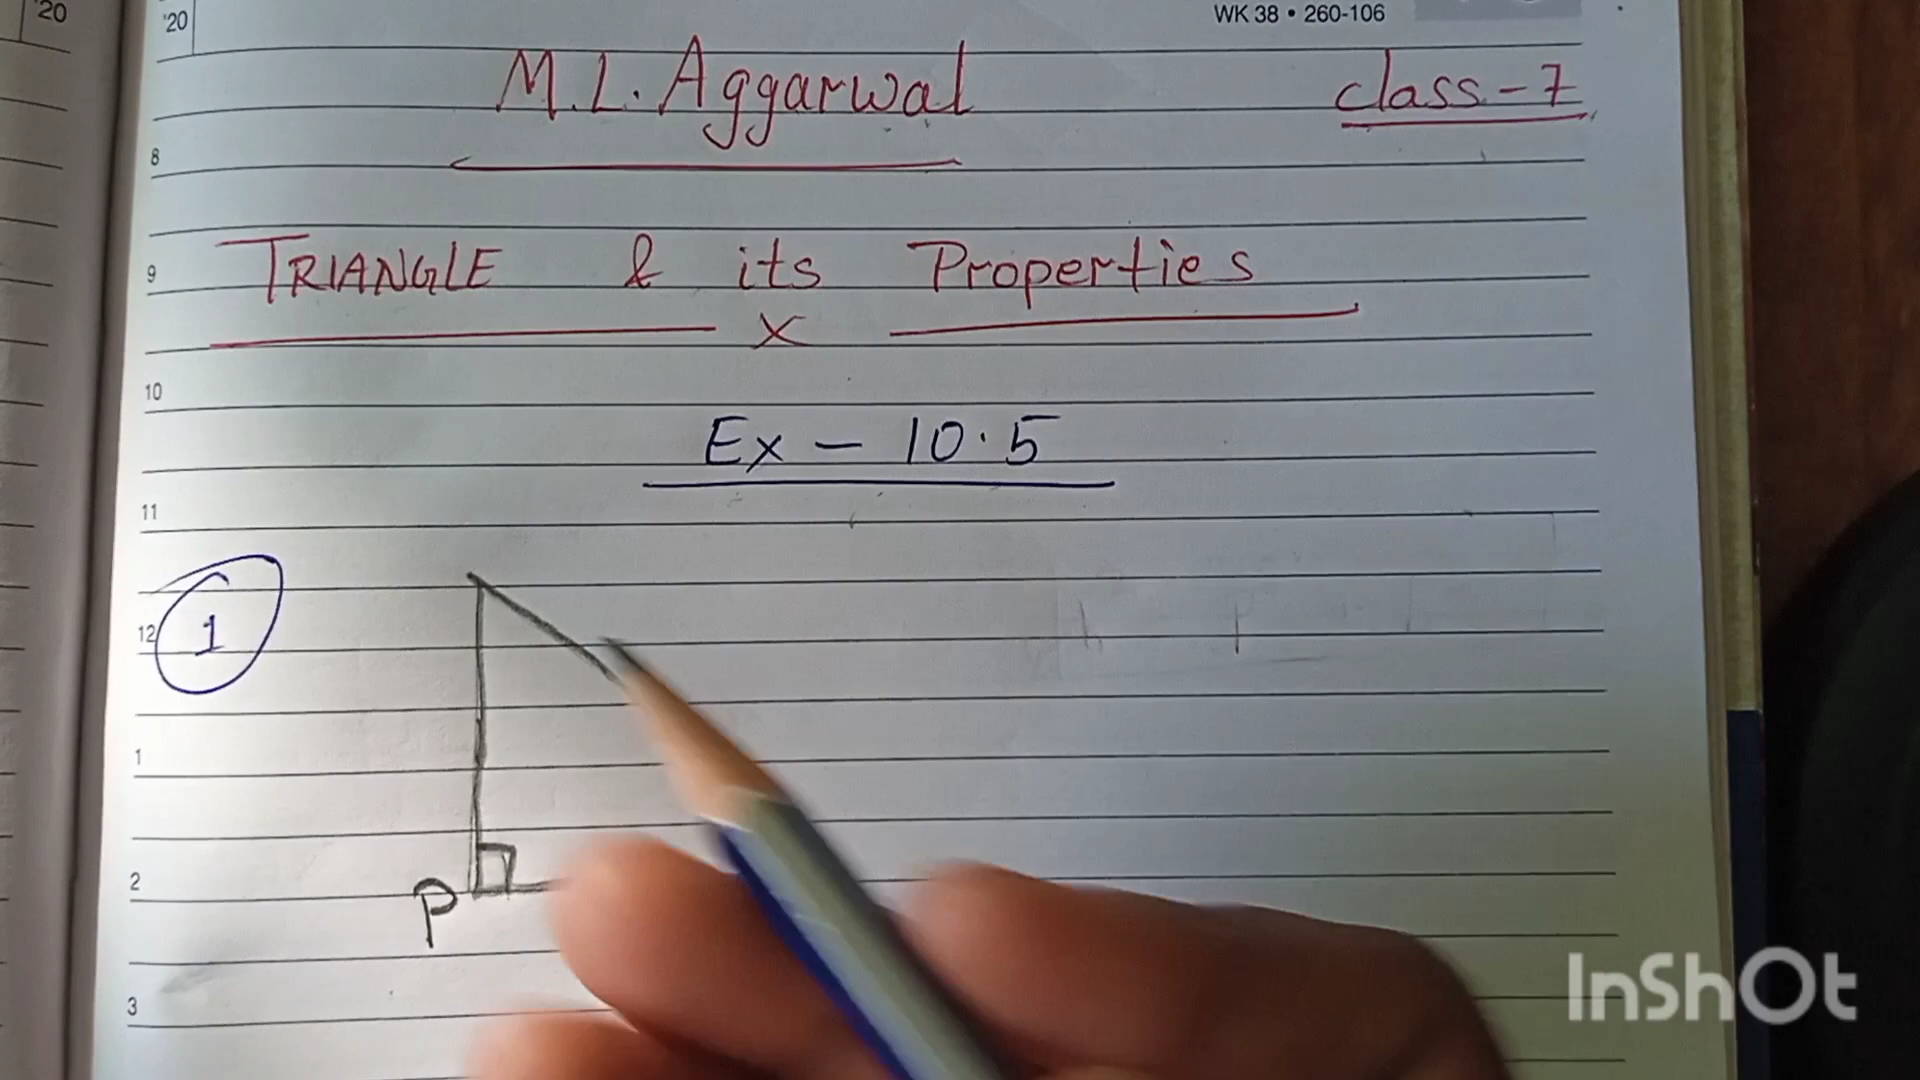 '20
'20
WK 38 • 260-106
M.L. Aggarwal
class-7
8
TRIANGLE & its Properties
9
x
10
Ex - 10.5
11
1
12
1
2
P
3
InShOt